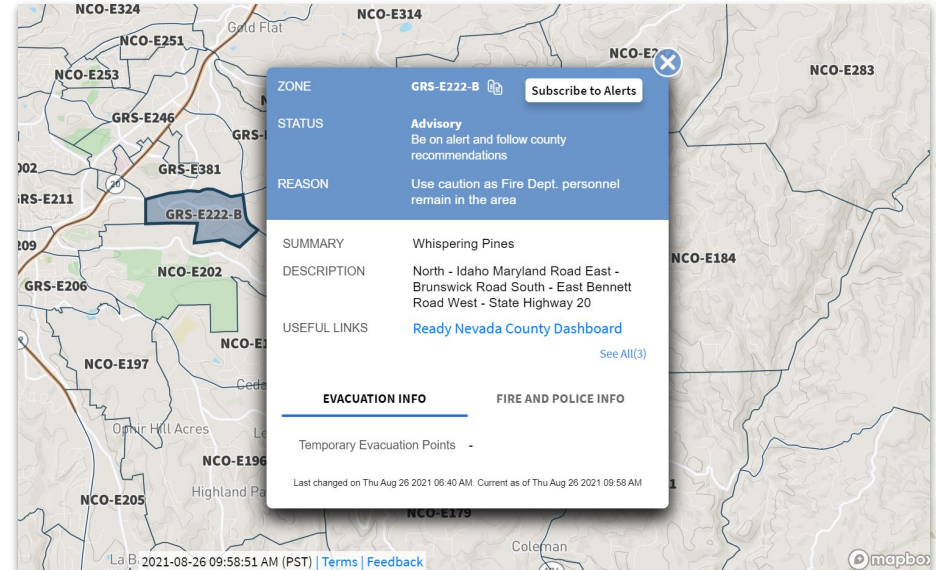 NCO-E324
NCO-E314
Gold Flat
NCO-E251
NCO-E283
NCO-E253
GRS-E246
GRS-E381
20
GRS-E211
GRS-E222-B
NCO-E202
GRS-E206
NCO-E184
NCO-E197
Ophir Hill Acres
NCO-E196
NCO-E205
Highland
NCO-E179
Coleman
ZONE GRS-E222-B Subscribe to Alerts
STATUS Advisory
Be on alert and follow county
recommendations
REASON Use caution as Fire Dept. personnel
remain in the area
SUMMARY Whispering Pines
DESCRIPTION North - Idaho Maryland Road East -
Brunswick Road South - East Bennett
Road West - State Highway 20
USEFUL LINKS Ready Nevada County Dashboard
See All(3)
EVACUATION INFO FIRE AND POLICE INFO
Temporary Evacuation Points -
Last changed on Thu Aug 26 2021 06:40 AM. Current as of Thu Aug 26 2021 09:58 AM
2021-08-26 09:58:51 AM (PST) | Terms | Feedback
mapbox